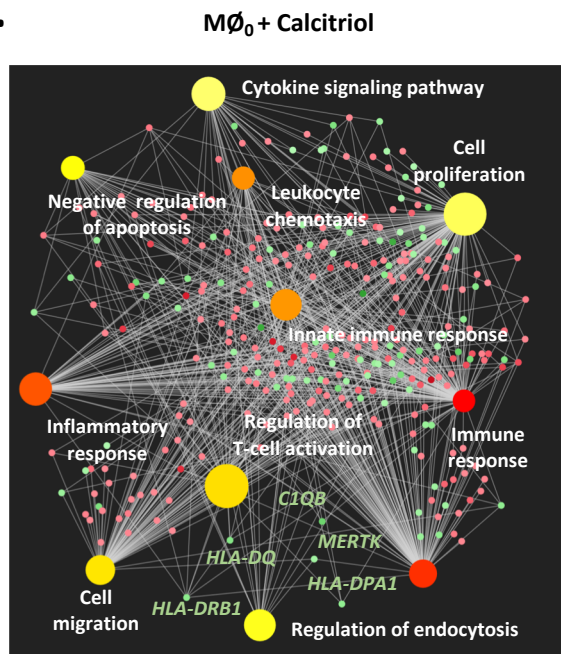 MØ₀ + Calcitriol
Cytokine signaling pathway
Cell
proliferation
Negative regulation
of apoptosis
Leukocyte
chemotaxis
Innate immune response
Inflammatory
response
Regulation of
T-cell activation
Immune
response
C1QB
MERTK
HLA-DQ
HLA-DPA1
HLA-DRB1
Cell
migration
Regulation of endocytosis